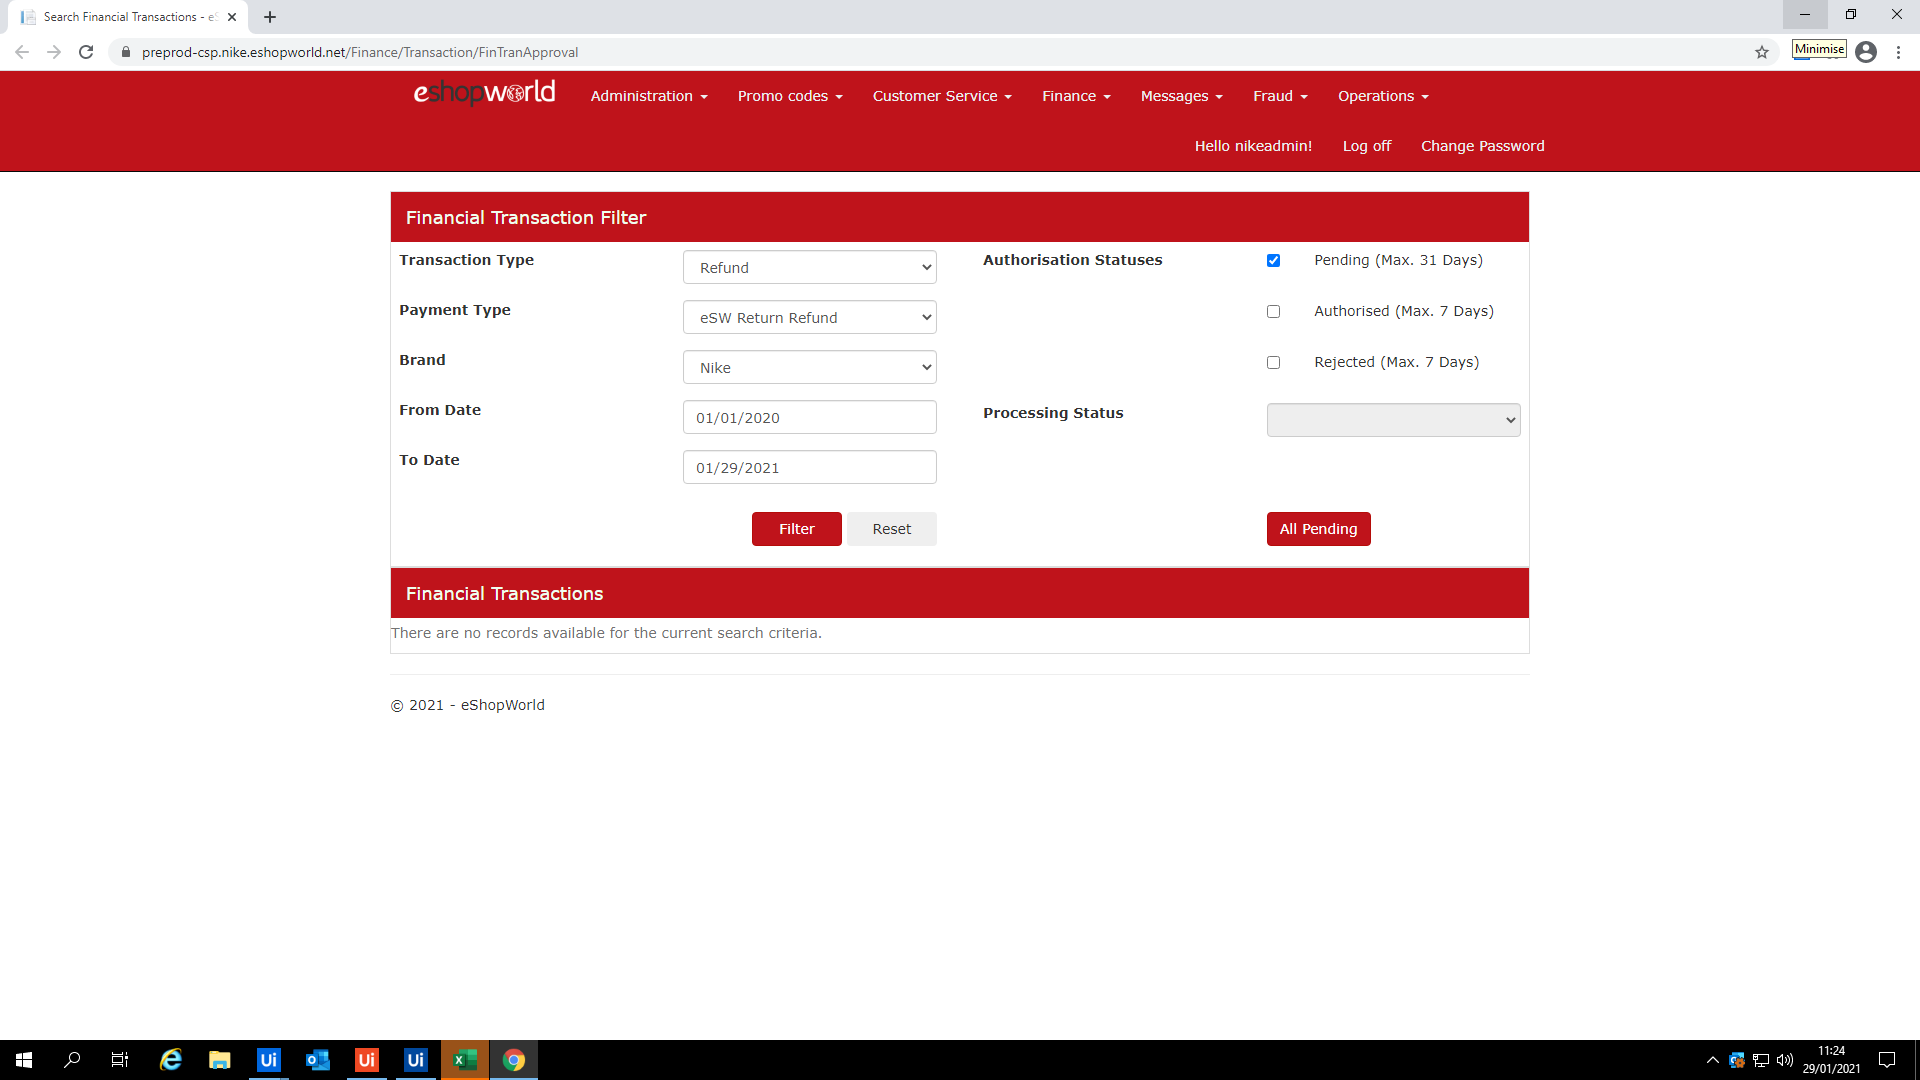 Search Financial Transactions - eS
preprod-csp.nike.eshopworld.net/Finance/Transaction/FinTranApproval
Minimise
eshopworld
Administration
Promo codes
Customer Service
Finance
Messages
Fraud
Operations
Hello nikeadmin!
Log off
Change Password
Financial Transaction Filter
Transaction Type
Refund
Authorisation Statuses
Pending (Max. 31 Days)
Payment Type
eSW Return Refund
Authorised (Max. 7 Days)
Brand
Nike
Rejected (Max. 7 Days)
From Date
01/01/2020
Processing Status
To Date
01/29/2021
Filter
Reset
All Pending
Financial Transactions
There are no records available for the current search criteria.
© 2021 - eShopWorld
Ui
Ui
Ui
11:24
29/01/2021